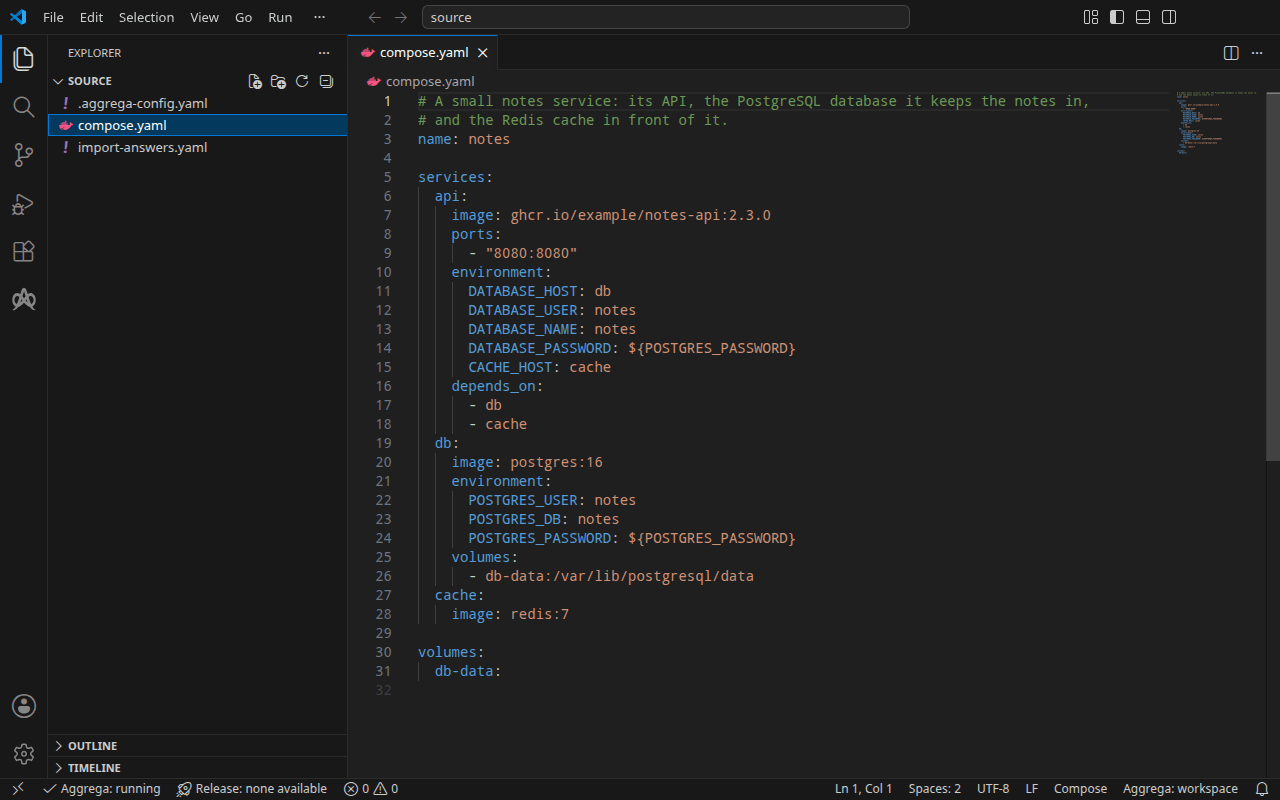 File Edit Selection View Go Run ··· source
EXPLORER ···
SOURCE
! .aggrega-config.yaml
compose.yaml
! import-answers.yaml
OUTLINE
TIMELINE
compose.yaml
compose.yaml
1 # A small notes service: its API, the PostgreSQL database it keeps the notes in,
2 # and the Redis cache in front of it.
3 name: notes
4
5 services:
6 api:
7 image: ghcr.io/example/notes-api:2.3.0
8 ports:
9 - "8080:8080"
10 environment:
11 DATABASE_HOST: db
12 DATABASE_USER: notes
13 DATABASE_NAME: notes
14 DATABASE_PASSWORD: ${POSTGRES_PASSWORD}
15 CACHE_HOST: cache
16 depends_on:
17 - db
18 - cache
19 db:
20 image: postgres:16
21 environment:
22 POSTGRES_USER: notes
23 POSTGRES_DB: notes
24 POSTGRES_PASSWORD: ${POSTGRES_PASSWORD}
25 volumes:
26 - db-data:/var/lib/postgresql/data
27 cache:
28 image: redis:7
29
30 volumes:
31 db-data:
32
Aggrega: running Release: none available 0 0 Ln 1, Col 1 Spaces: 2 UTF-8 LF Compose Aggrega: workspace